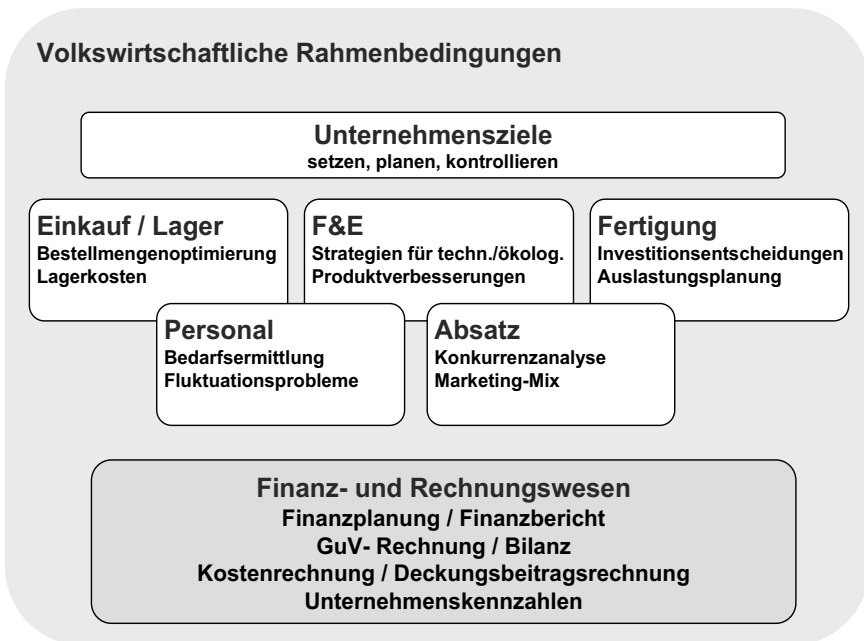 Volkswirtschaftliche Rahmenbedingungen
Unternehmensziele
setzen, planen, kontrollieren
Einkauf / Lager
Bestellmengenoptimierung
Lagerkosten
F&E
Strategien für techn./ökolog.
Produktverbesserungen
Fertigung
Investitionsentscheidungen
Auslastungsplanung
Personal
Bedarfsermittlung
Fluktuationsprobleme
Absatz
Konkurrenzanalyse
Marketing-Mix
Finanz- und Rechnungswesen
Finanzplanung / Finanzbericht
GuV- Rechnung / Bilanz
Kostenrechnung / Deckungsbeitragsrechnung
Unternehmenskennzahlen